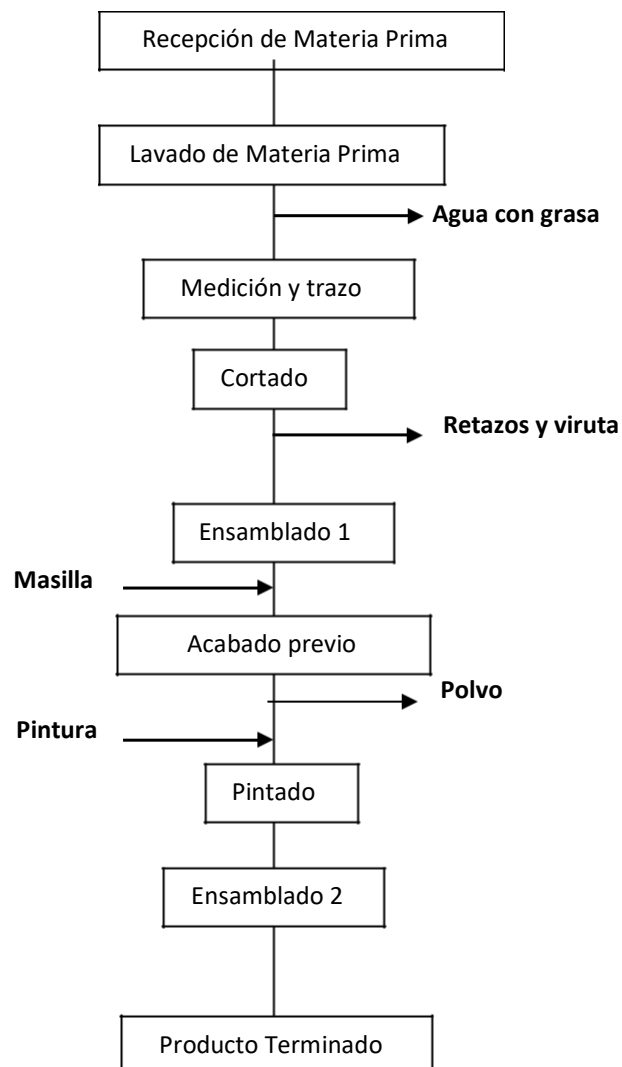 Recepción de Materia Prima
Lavado de Materia Prima
Agua con grasa
Medición y trazo
Cortado
Retazos y viruta
Ensamblado 1
Masilla
Acabado previo
Polvo
Pintura
Pintado
Ensamblado 2
Producto Terminado